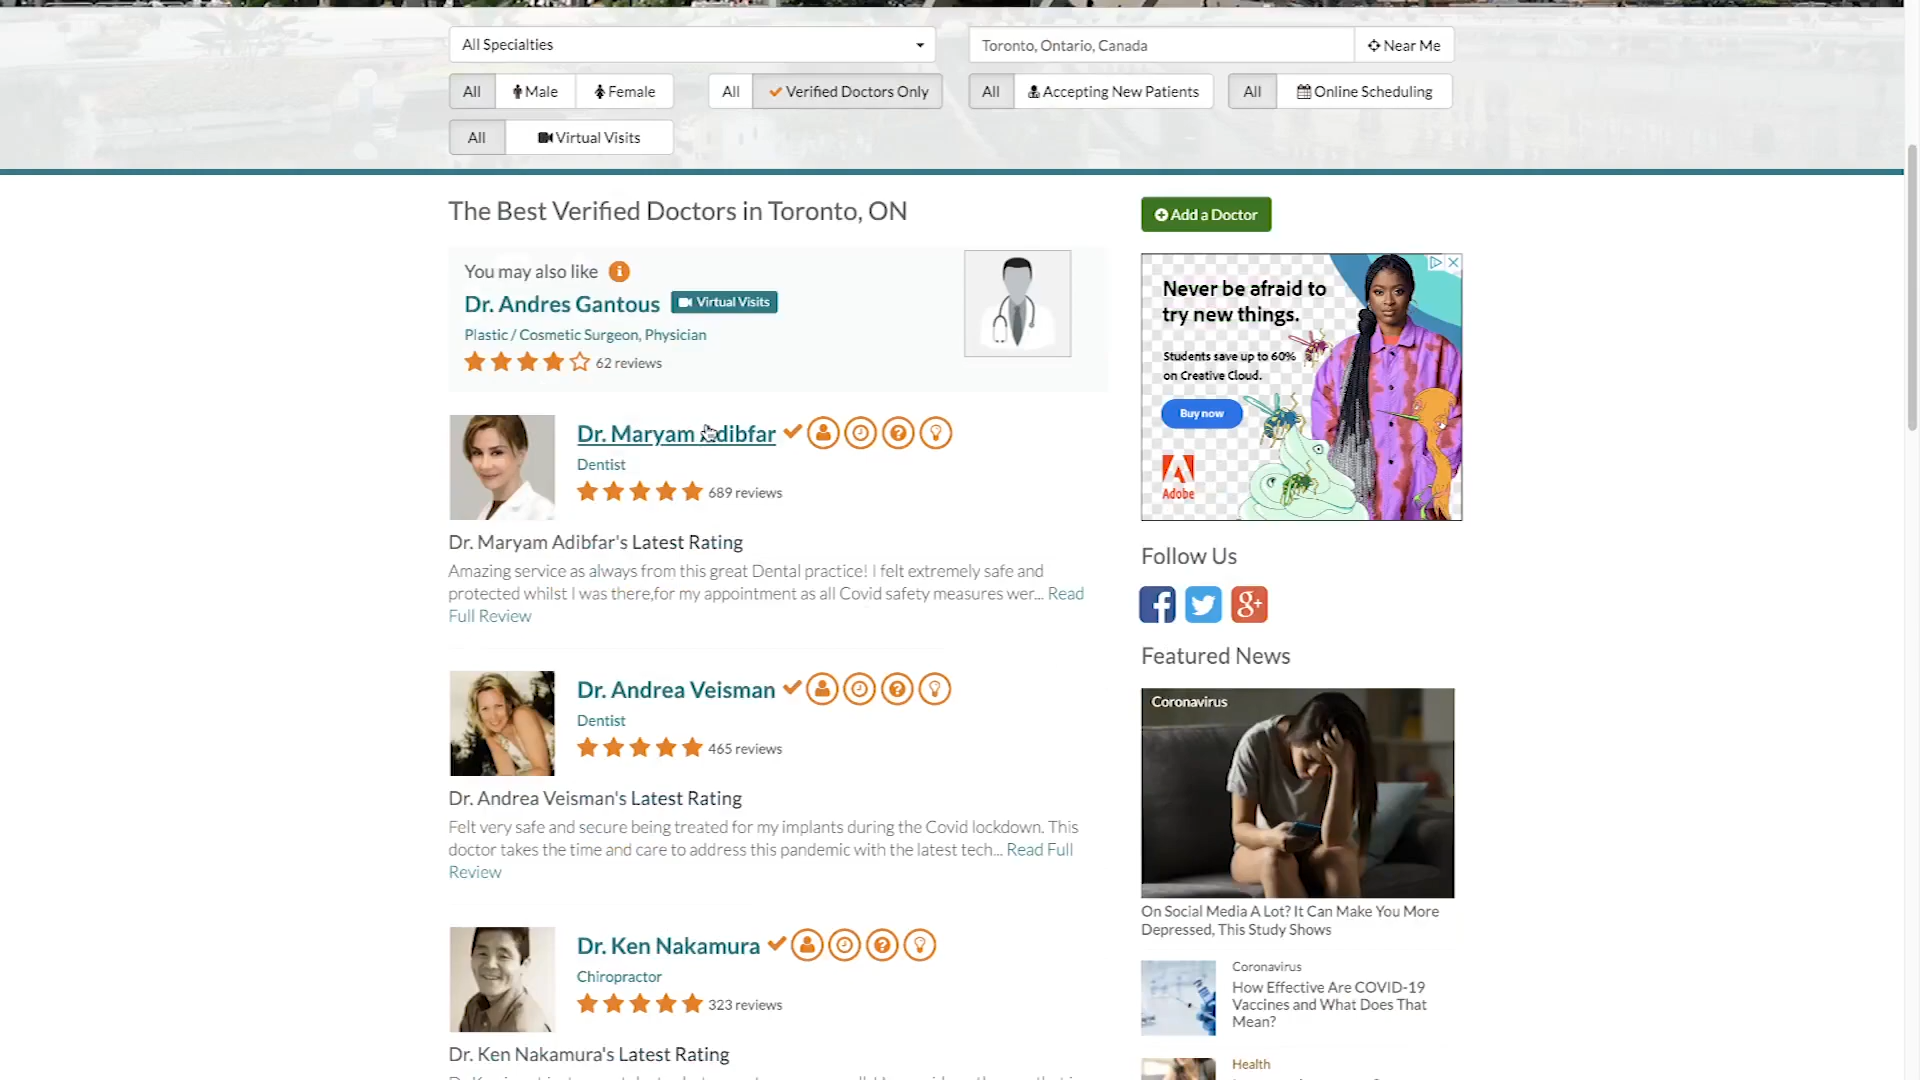 All Specialties
Toronto, Ontario, Canada
Near Me
All
Male
Female
All
Verified Doctors Only
All
Accepting New Patients
All
Online Scheduling
All
Virtual Visits
The Best Verified Doctors in Toronto, ON
You may also like
Dr. Andres Gantous
Virtual Visits
Plastic / Cosmetic Surgeon, Physician
62 reviews
Dr. Maryam Adibfar
Dentist
689 reviews
Dr. Maryam Adibfar's Latest Rating
Amazing service as always from this great Dental practice! I felt extremely safe and
protected whilst I was there,for my appointment as all Covid safety measures wer... Read
Full Review
Dr. Andrea Veisman
Dentist
465 reviews
Dr. Andrea Veisman's Latest Rating
Felt very safe and secure being treated for my implants during the Covid lockdown. This
doctor takes the time and care to address this pandemic with the latest tech... Read Full
Review
Dr. Ken Nakamura
Chiropractor
323 reviews
Dr. Ken Nakamura's Latest Rating
Add a Doctor
Never be afraid to
try new things.
Students save up to 60%
on Creative Cloud.
Buy now
Adobe
Follow Us
Featured News
Coronavirus
On Social Media A Lot? It Can Make You More
Depressed, This Study Shows
Coronavirus
How Effective Are COVID-19
Vaccines and What Does That
Mean?
Health